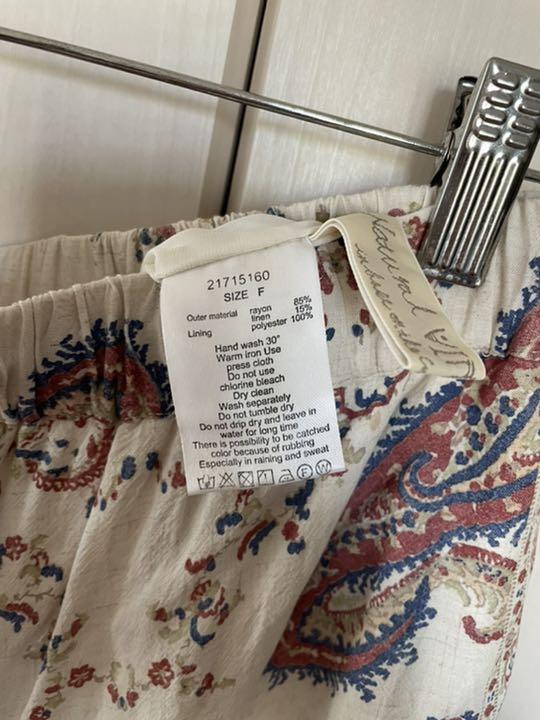 21715160
SIZE F
Outer material rayon 85%
linen 15%
Lining polyester 100%
Hand wash 30°
Warm iron Use
press cloth
Do not use
chlorine bleach
Dry clean
Wash separately
Do not tumble dry
Do not drip dry and leave in
water for long time
There is possibility to be catched
color because of rubbing
Especially in raining and sweat
Natural